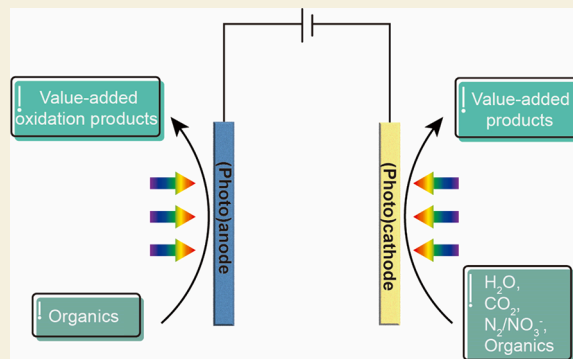 Value-added
oxidation products
Value-added
products
(Photo)anode
(Photo)cathode
Organics
H₂O,
CO₂,
N₂/NO₃⁻,
Organics